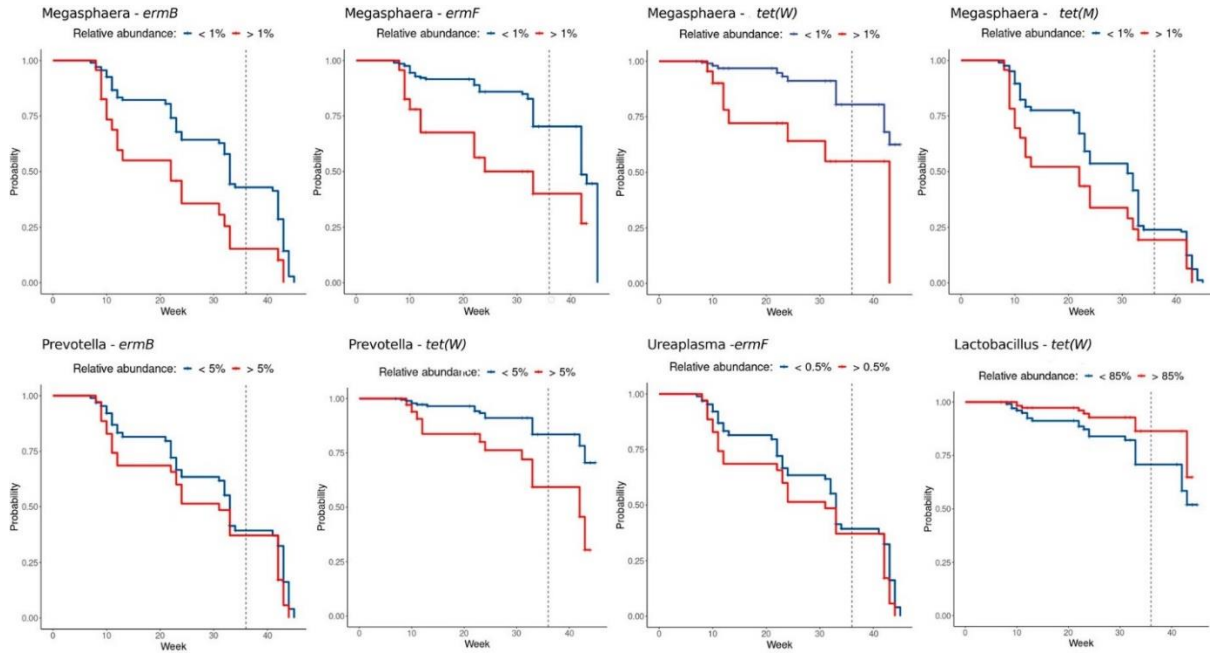 Megasphaera - ermB
Relative abundance: < 1% > 1%
1.00
0.75
0.50
0.25
0.00
Probability
0 10 20 30 40
Week
Megasphaera - ermF
Relative abundance: < 1% > 1%
1.00
0.75
0.50
0.25
0.00
Probability
0 10 20 30 40
Week
Megasphaera - tet(W)
Relative abundance: < 1% > 1%
1.00
0.75
0.50
0.25
0.00
Probability
0 10 20 30 40
Week
Megasphaera - tet(M)
Relative abundance: < 1% > 1%
1.00
0.75
0.50
0.25
0.00
Probability
0 10 20 30 40
Week
Prevotella - ermB
Relative abundance: < 5% > 5%
1.00
0.75
0.50
0.25
0.00
Probability
0 10 20 30 40
Week
Prevotella - tet(W)
Relative abundance: < 5% > 5%
1.00
0.75
0.50
0.25
0.00
Probability
0 10 20 30 40
Week
Ureaplasma -ermF
Relative abundance: < 0.5% > 0.5%
1.00
0.75
0.50
0.25
0.00
Probability
0 10 20 30 40
Week
Lactobacillus - tet(W)
Relative abundance: < 85% > 85%
1.00
0.75
0.50
0.25
0.00
Probability
0 10 20 30 40
Week